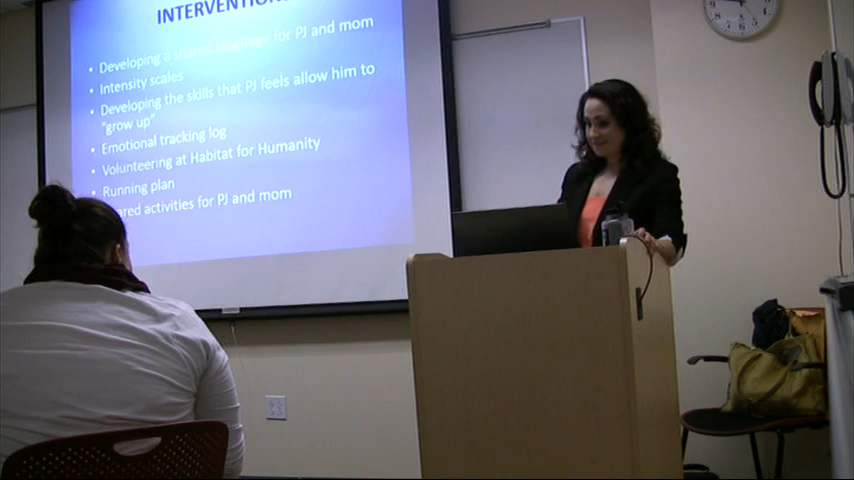 INTERVENTION
• Developing a shared language for PJ and mom
• Intensity scales
• Developing the skills that PJ feels allow him to
"grow up"
• Emotional tracking log
• Volunteering at Habitat for Humanity
• Running plan
activities for PJ and mom